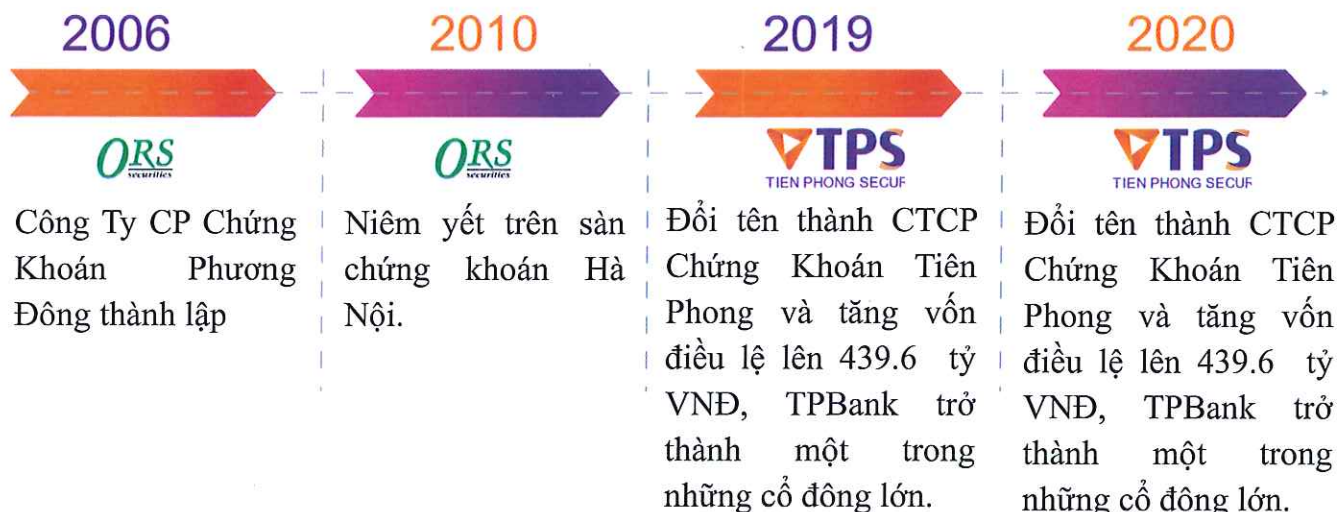 2006
ORS
securities
Công Ty CP Chứng
Khoán Phương
Đông thành lập
2010
ORS
securities
Niêm yết trên sàn
chứng khoán Hà
Nội.
2019
TPS
TIEN PHONG SECUR
Đổi tên thành CTCP
Chứng Khoán Tiên
Phong và tăng vốn
điều lệ lên 439.6 tỷ
VNĐ, TPBank trở
thành một trong
những cổ đông lớn.
2020
TPS
TIEN PHONG SECUR
Đổi tên thành CTCP
Chứng Khoán Tiên
Phong và tăng vốn
điều lệ lên 439.6 tỷ
VNĐ, TPBank trở
thành một trong
những cổ đông lớn.